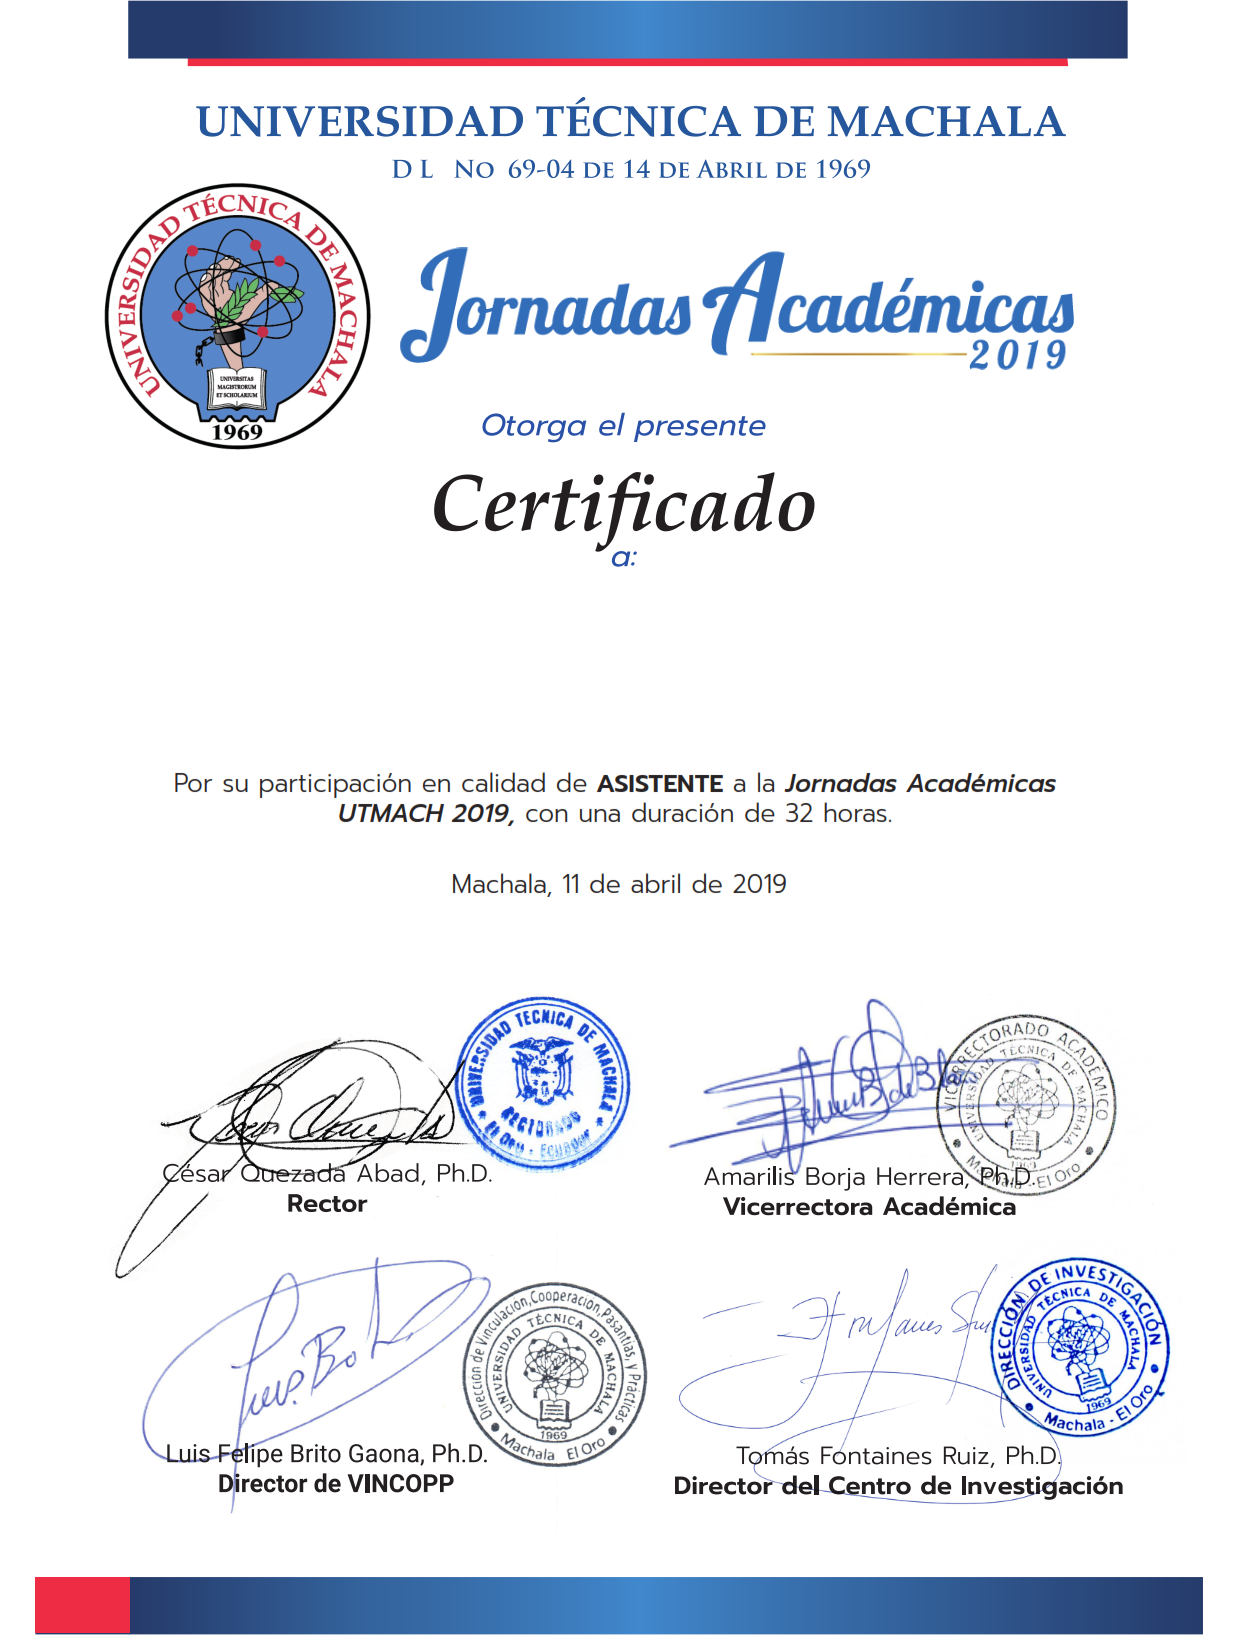 UNIVERSIDAD TÉCNICA DE MACHALA
D L No 69-04 DE 14 DE ABRIL DE 1969
UNIVERSIDAD TÉCNICA DE MACHALA
UNIVERSITAS
MAGISTRORUM
ET SCHOLARIUM
1969
Jornadas Académicas
2019
Otorga el presente
Certificado
a:
Por su participación en calidad de ASISTENTE a la Jornadas Académicas
UTMACH 2019, con una duración de 32 horas.
Machala, 11 de abril de 2019
UNIVERSIDAD TECNICA DE MACHALA
RECTORADO
EL ORO - ECUADOR
César Quezada Abad, Ph.D.
Rector
VICERRECTORADO ACADÉMICO
UNIVERSIDAD TÉCNICA DE MACHALA
1969
Machala - El Oro
Amarilis Borja Herrera, Ph.D.
Vicerrectora Académica
Dirección de Vinculación, Cooperación, Pasantías, y Prácticas
UNIVERSIDAD TÉCNICA DE MACHALA
1969
Machala El Oro
Luis Felipe Brito Gaona, Ph.D.
Director de VINCOPP
DIRECCIÓN DE INVESTIGACIÓN
UNIVERSIDAD TÉCNICA DE MACHALA
1969
Machala - El Oro
Tomás Fontaines Ruiz, Ph.D.
Director del Centro de Investigación